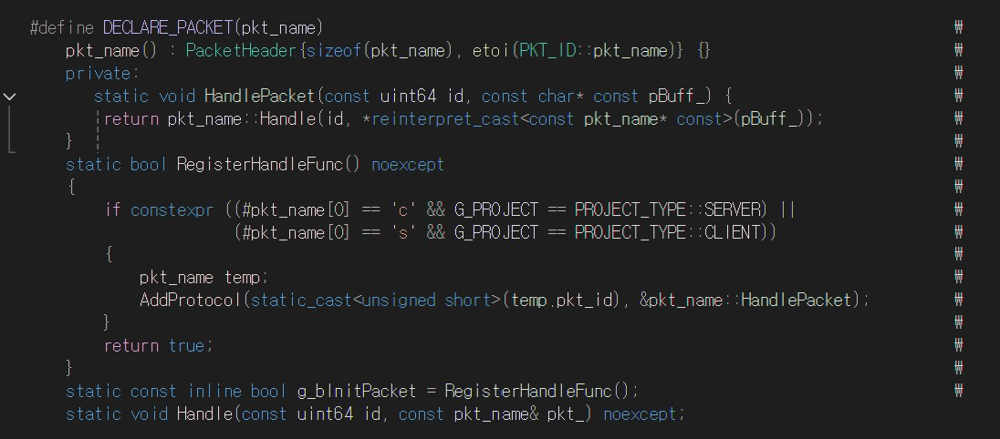 #define DECLARE_PACKET(pkt_name) ₩
pkt_name() : PacketHeader{sizeof(pkt_name), etoi(PKT_ID::pkt_name)} {} ₩
private: ₩
static void HandlePacket(const uint64 id, const char* const pBuff_) { ₩
return pkt_name::Handle(id, *reinterpret_cast<const pkt_name* const>(pBuff_)); ₩
} ₩
static bool RegisterHandleFunc() noexcept ₩
{ ₩
if constexpr ((#pkt_name[0] == 'c' && G_PROJECT == PROJECT_TYPE::SERVER) || ₩
(#pkt_name[0] == 's' && G_PROJECT == PROJECT_TYPE::CLIENT)) ₩
{ ₩
pkt_name temp; ₩
AddProtocol(static_cast<unsigned short>(temp.pkt_id), &pkt_name::HandlePacket); ₩
} ₩
return true; ₩
} ₩
static const inline bool g_bInitPacket = RegisterHandleFunc(); ₩
static void Handle(const uint64 id, const pkt_name& pkt_) noexcept;